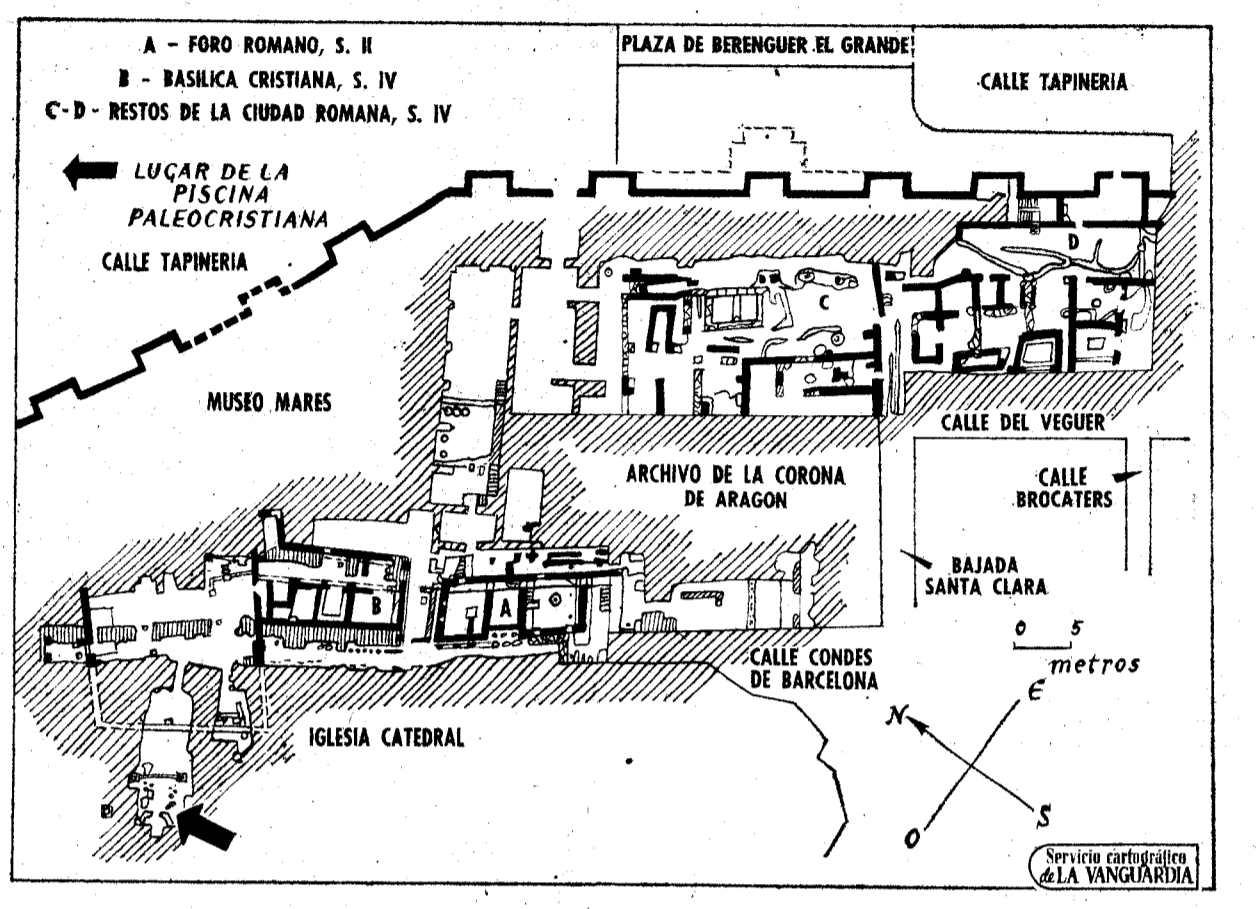 A - FORO ROMANO, S. II
B - BASILICA CRISTIANA, S. IV
C-D - RESTOS DE LA CIUDAD ROMANA, S. IV
LUGAR DE LA
PISCINA
PALEOCRISTIANA
CALLE TAPINERIA
PLAZA DE BERENGUER EL GRANDE
CALLE TAPINERIA
D
C
MUSEO MARES
CALLE DEL VEGUER
ARCHIVO DE LA CORONA
DE ARAGON
CALLE
BROCATERS
BAJADA
SANTA CLARA
B
A
0 5
metros
CALLE CONDES
DE BARCELONA
IGLESIA CATEDRAL
E
N
S
O
Servicio cartográfico
de LA VANGUARDIA